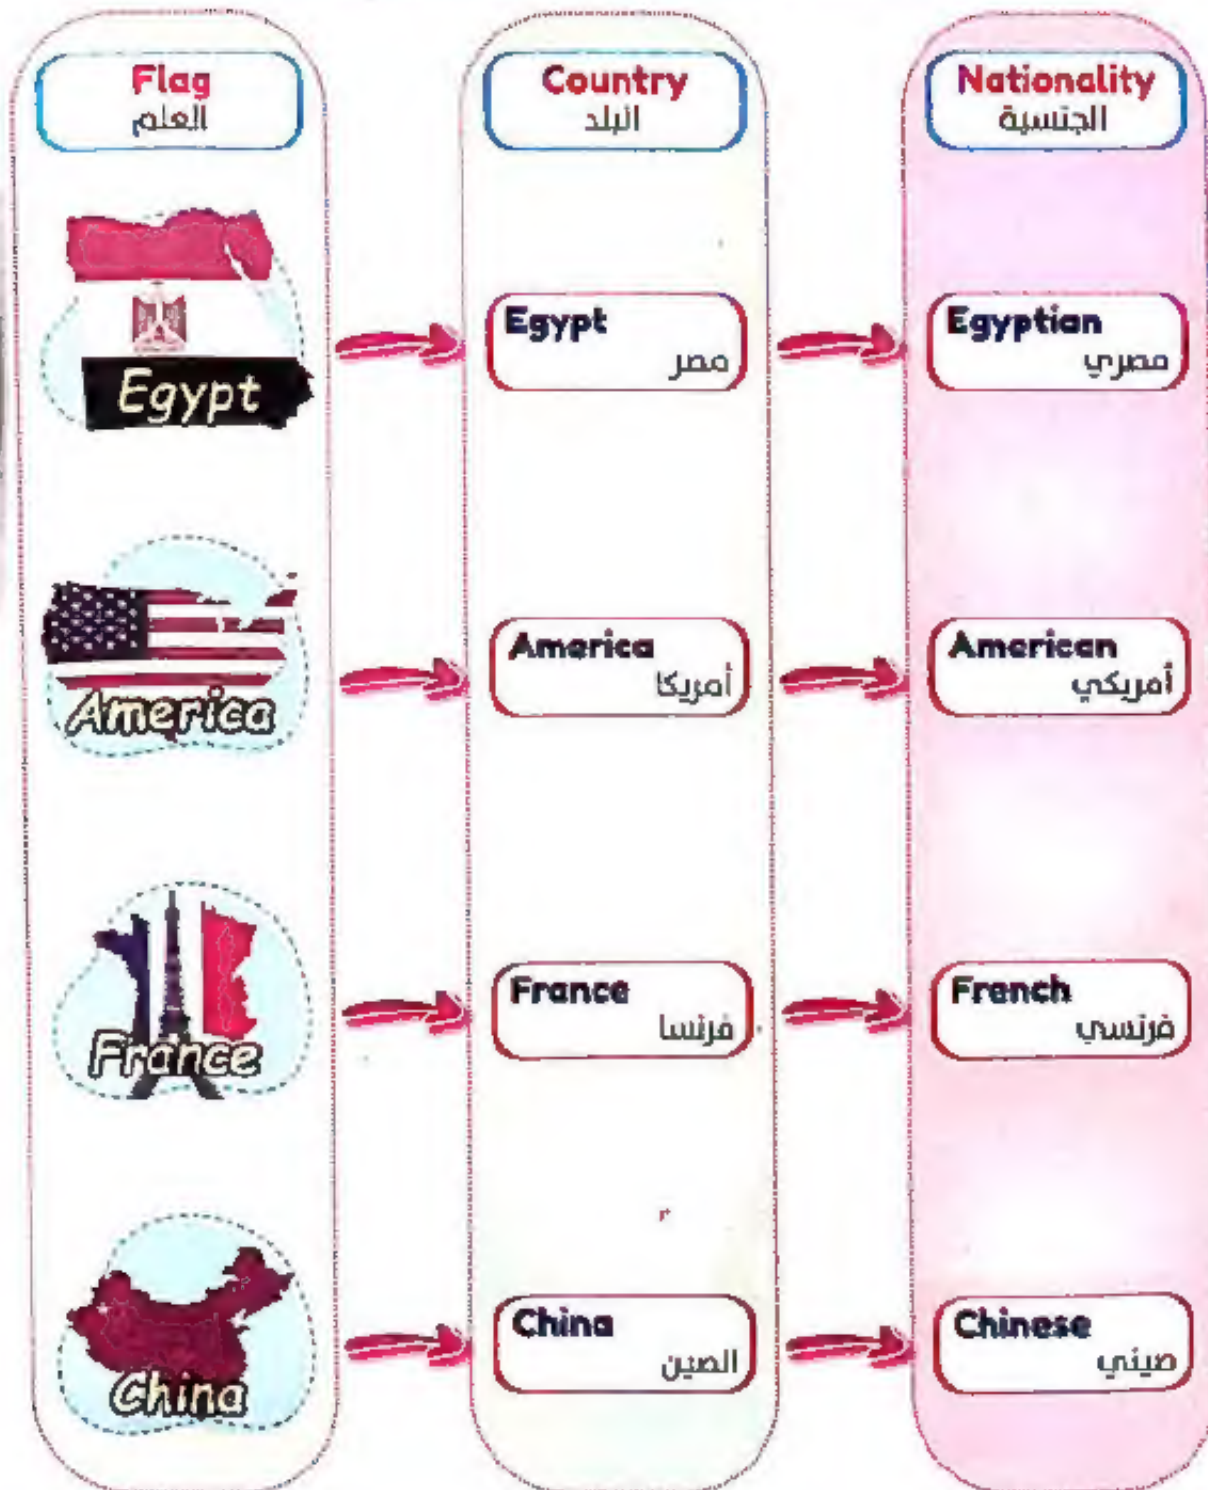 Flag
العلم
Country
البلد
Nationality
الجنسية
Egypt
Egypt
مصر
Egyptian
مصري
America
America
أمريكا
American
أمريكي
France
France
فرنسا
French
فرنسي
China
China
الصين
Chinese
صيني